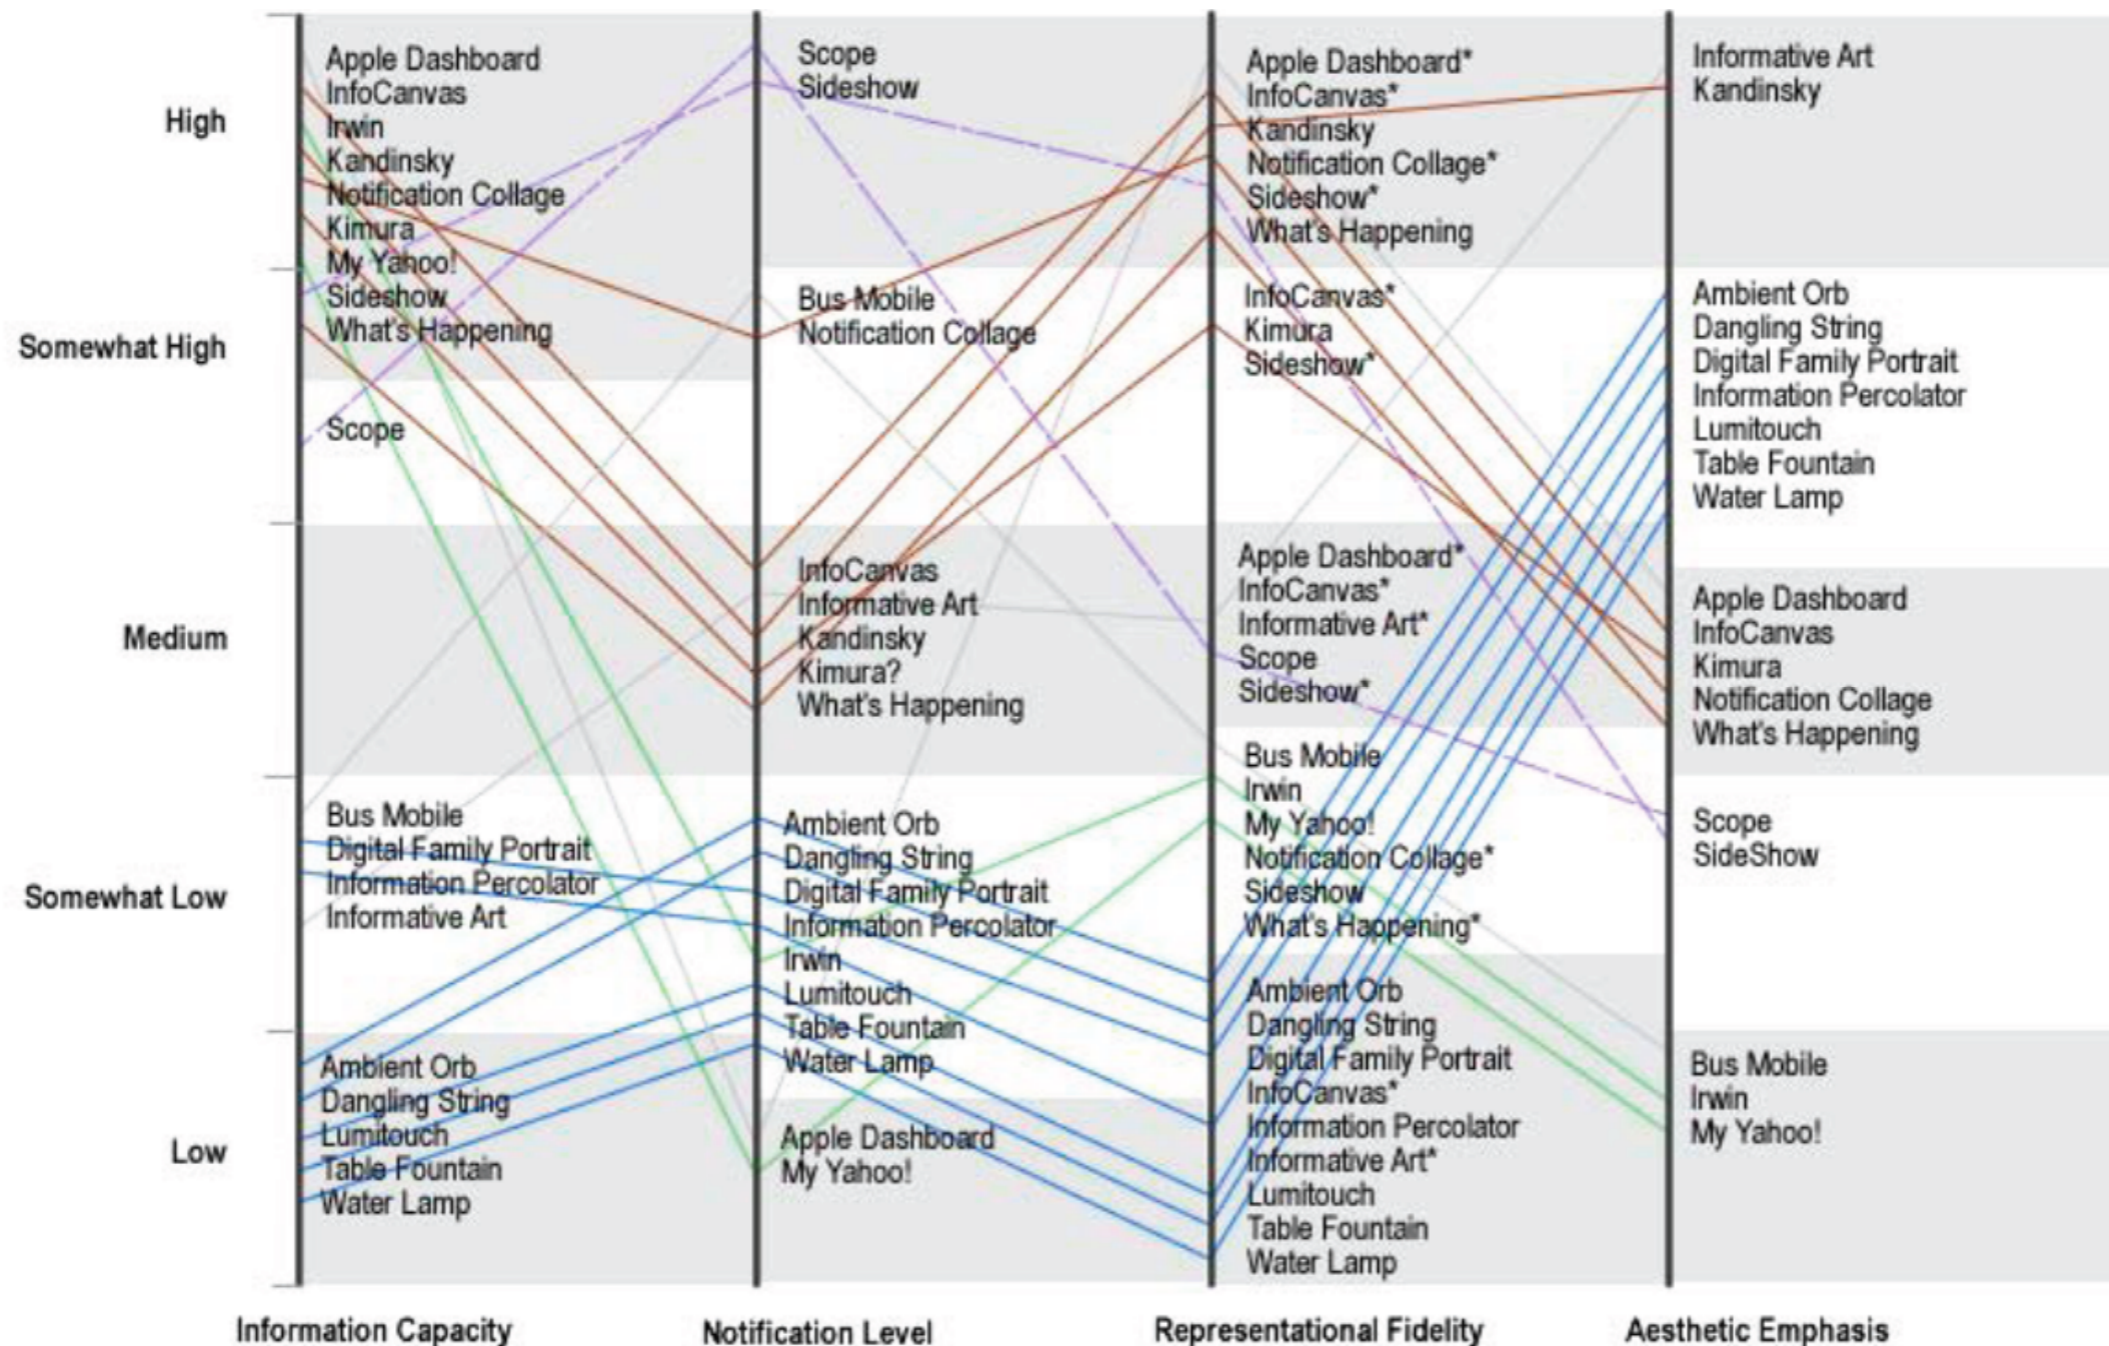 High
Somewhat High
Medium
Somewhat Low
Low
Apple Dashboard
InfoCanvas
Irwin
Kandinsky
Notification Collage
Kimura
My Yahoo!
Sideshow
What's Happening
Scope
Bus Mobile
Digital Family Portrait
Information Percolator
Informative Art
Ambient Orb
Dangling String
Lumitouch
Table Fountain
Water Lamp
Information Capacity
Scope
Sideshow
Bus Mobile
Notification Collage
InfoCanvas
Informative Art
Kandinsky
Kimura?
What's Happening
Ambient Orb
Dangling String
Digital Family Portrait
Information Percolator
Irwin
Lumitouch
Table Fountain
Water Lamp
Apple Dashboard
My Yahoo!
Notification Level
Apple Dashboard*
InfoCanvas*
Kandinsky
Notification Collage*
Sideshow*
What's Happening
InfoCanvas*
Kimura
Sideshow*
Apple Dashboard*
InfoCanvas*
Informative Art*
Scope
Sideshow*
Bus Mobile
Irwin
My Yahoo!
Notification Collage*
Sideshow
What's Happening*
Ambient Orb
Dangling String
Digital Family Portrait
InfoCanvas*
Information Percolator
Informative Art*
Lumitouch
Table Fountain
Water Lamp
Representational Fidelity
Informative Art
Kandinsky
Ambient Orb
Dangling String
Digital Family Portrait
Information Percolator
Lumitouch
Table Fountain
Water Lamp
Apple Dashboard
InfoCanvas
Kimura
Notification Collage
What's Happening
Scope
SideShow
Bus Mobile
Irwin
My Yahoo!
Aesthetic Emphasis